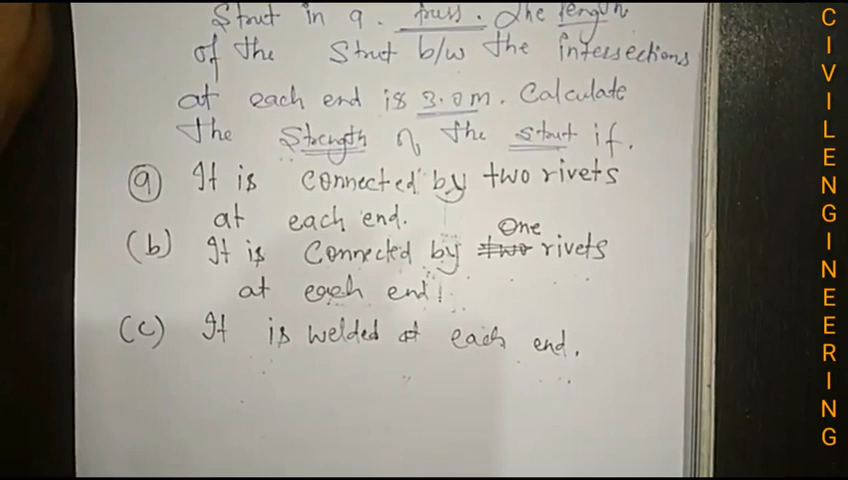 Strut in a truss. The length
of the Strut b/w the intersections
at each end is 3.0m. Calculate
the Strength of the strut if.
(a) It is connected by two rivets
at each end.
One
(b) It is Connected by two rivets
at each end!
(c) It is welded at each end.
CIVILENGINEERING